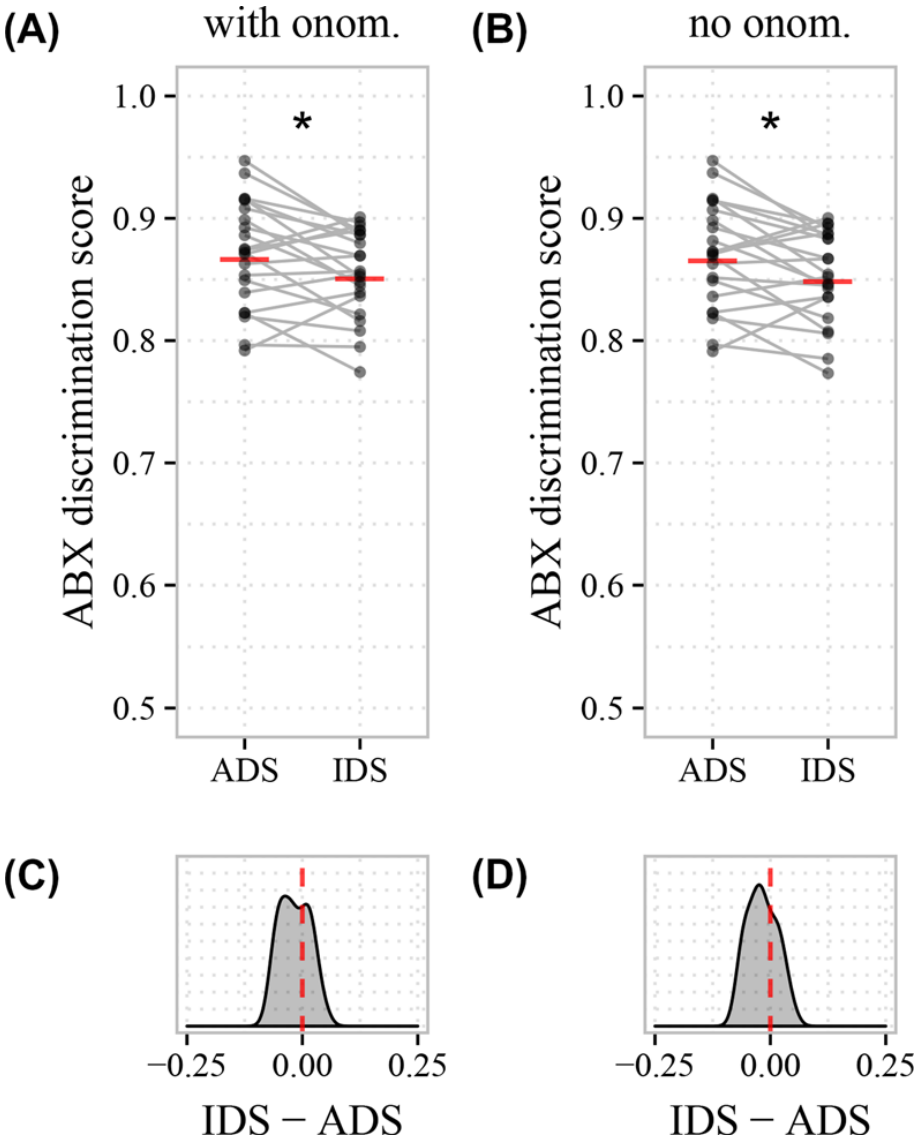 (A) with onom.
ABX discrimination score
1.0
*
0.9
0.8
0.7
0.6
0.5
ADS IDS
(B) no onom.
ABX discrimination score
1.0
*
0.9
0.8
0.7
0.6
0.5
ADS IDS
(C)
−0.25 0.00 0.25
IDS − ADS
(D)
−0.25 0.00 0.25
IDS − ADS